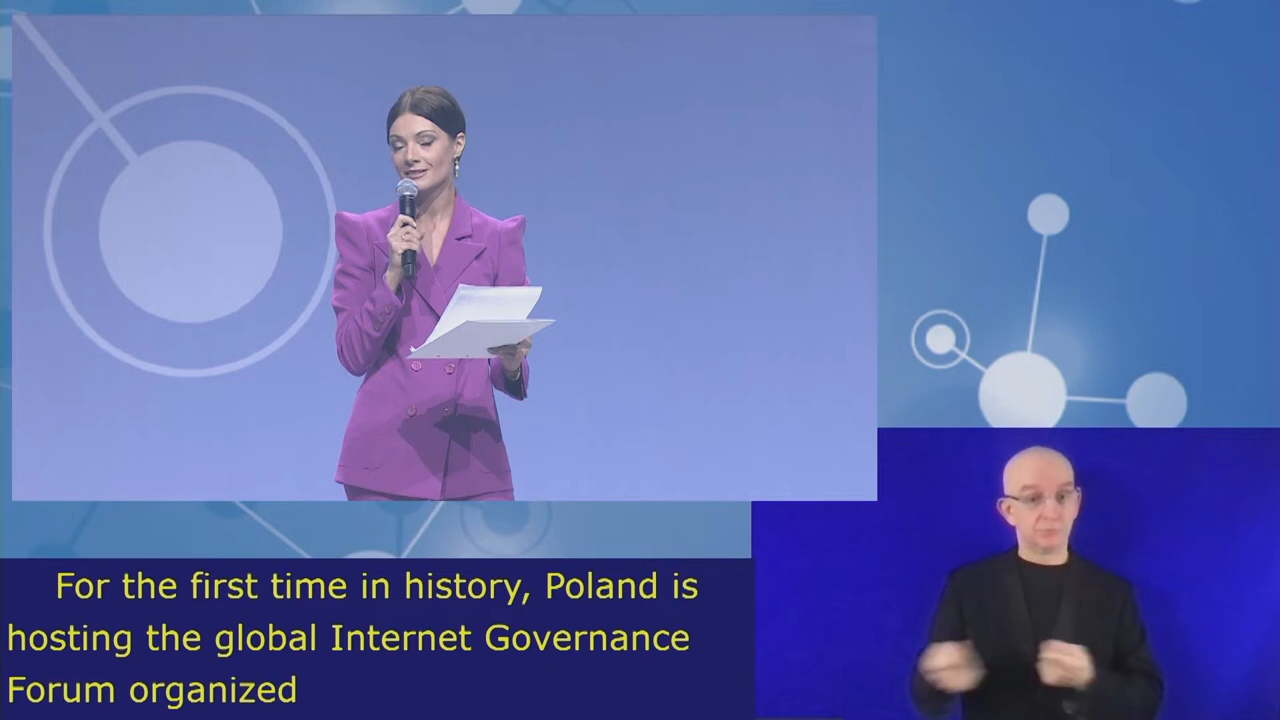 For the first time in history, Poland is
hosting the global Internet Governance
Forum organized